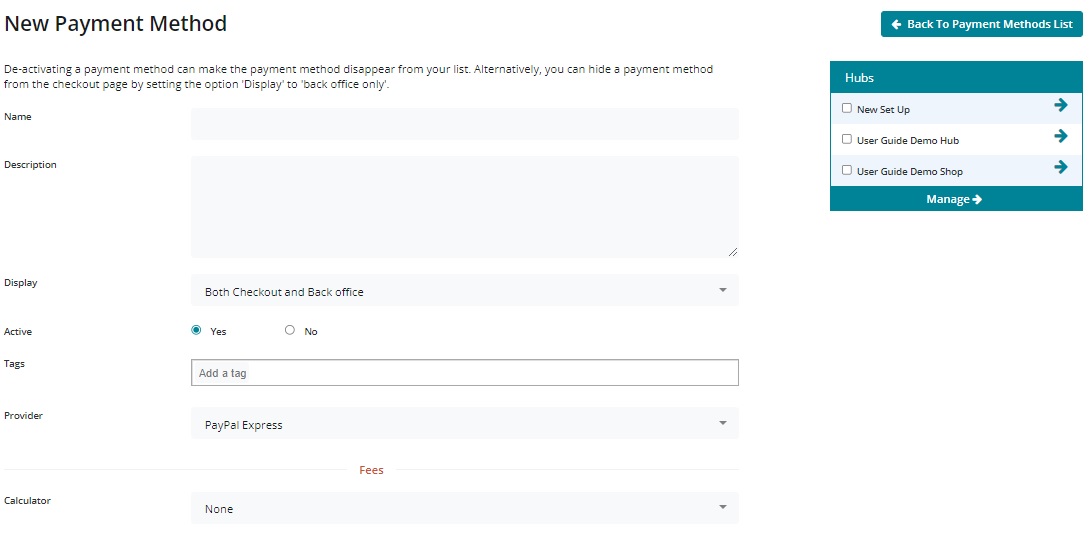 New Payment Method
Back To Payment Methods List
De-activating a payment method can make the payment method disappear from your list. Alternatively, you can hide a payment method
from the checkout page by setting the option 'Display' to 'back office only'.
Name
Description
Display
Both Checkout and Back office
Active
Yes
No
Tags
Add a tag
Provider
PayPal Express
Fees
Calculator
None
Hubs
New Set Up
User Guide Demo Hub
User Guide Demo Shop
Manage